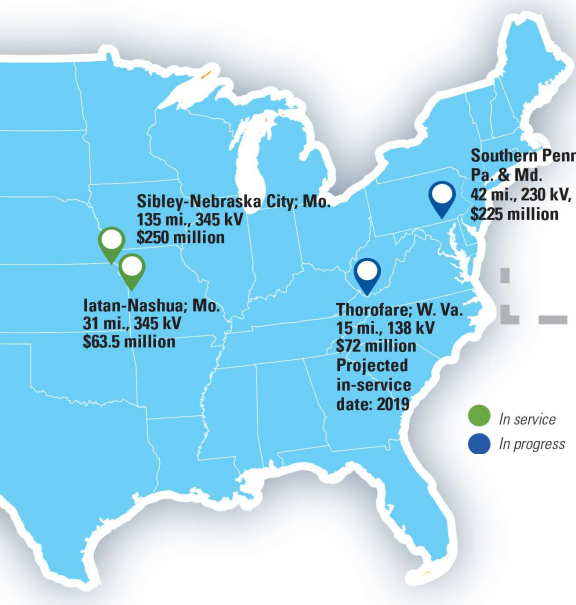 Southern Penn
Pa. & Md.
42 mi., 230 kV,
$225 million
Sibley-Nebraska City; Mo.
135 mi., 345 kV
$250 million
Iatan-Nashua; Mo.
31 mi., 345 kV
$63.5 million
Thorofare; W. Va.
15 mi., 138 kV
$72 million
Projected
in-service
date: 2019
In service
In progress